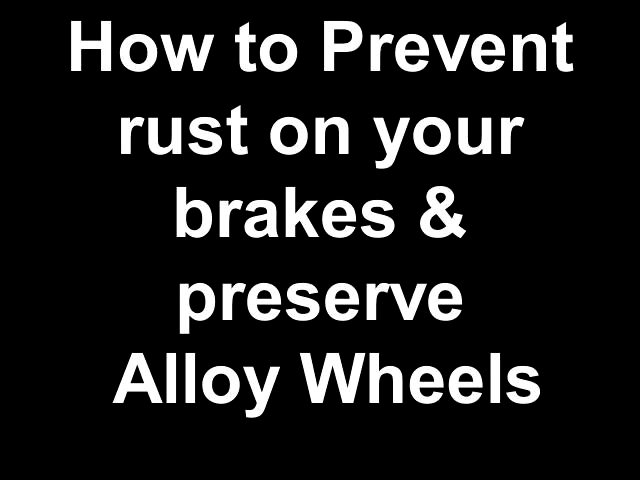 How to Prevent
rust on your
brakes &
preserve
Alloy Wheels